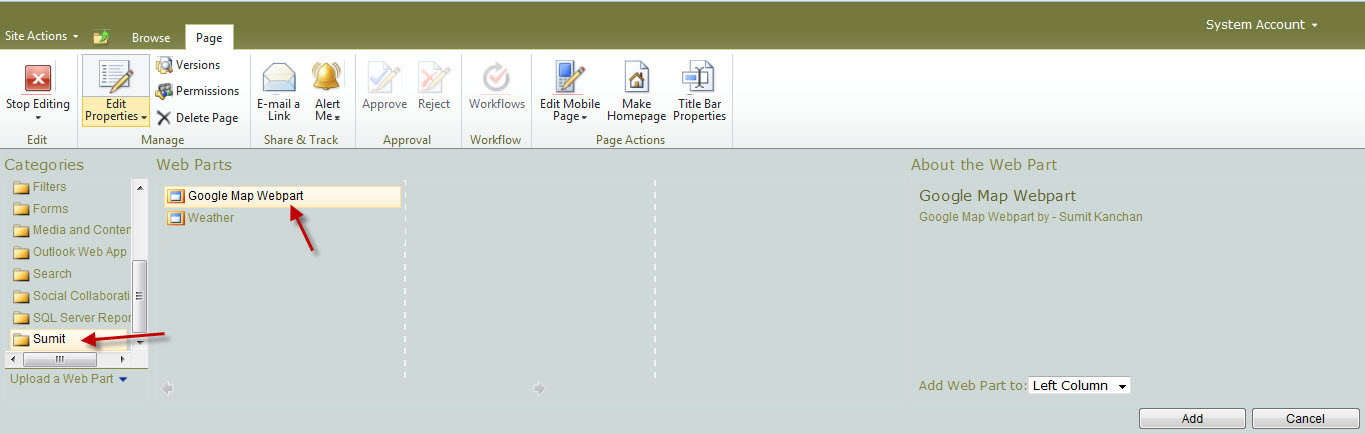 System Account
Site Actions
Browse
Page
Stop Editing
Edit
Edit Properties
Versions
Permissions
Delete Page
Manage
E-mail a Link
Alert Me
Share & Track
Approve
Reject
Approval
Workflows
Workflow
Edit Mobile Page
Make Homepage
Title Bar Properties
Page Actions
Categories
Filters
Forms
Media and Conten
Outlook Web App
Search
Social Collaborati
SQL Server Repor
Sumit
Upload a Web Part
Web Parts
Google Map Webpart
Weather
About the Web Part
Google Map Webpart
Google Map Webpart by - Sumit Kanchan
Add Web Part to: Left Column
Add
Cancel